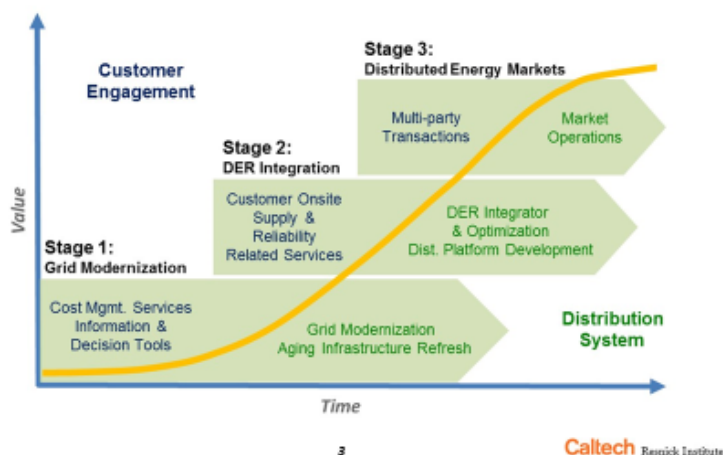 Stage 3:
Distributed Energy Markets
Customer
Engagement
Multi-party
Transactions
Market
Operations
Stage 2:
DER Integration
Customer Onsite
Supply &
Reliability
Related Services
DER Integrator
& Optimization
Dist. Platform Development
Value
Stage 1:
Grid Modernization
Cost Mgmt. Services
Information &
Decision Tools
Grid Modernization
Aging Infrastructure Refresh
Distribution
System
Time
3
Caltech Resnick Institute